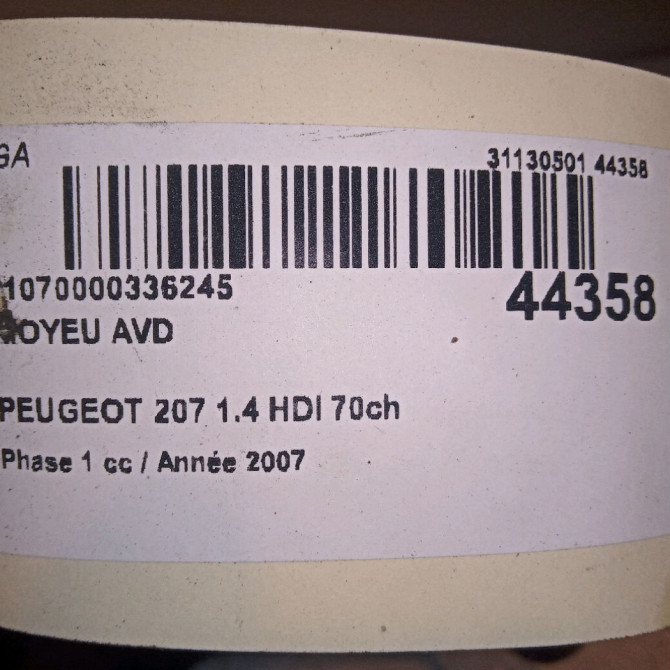 GA
31130501 44358
1070000336245
44358
MOYEU AVD
PEUGEOT 207 1.4 HDI 70ch
Phase 1 cc / Année 2007